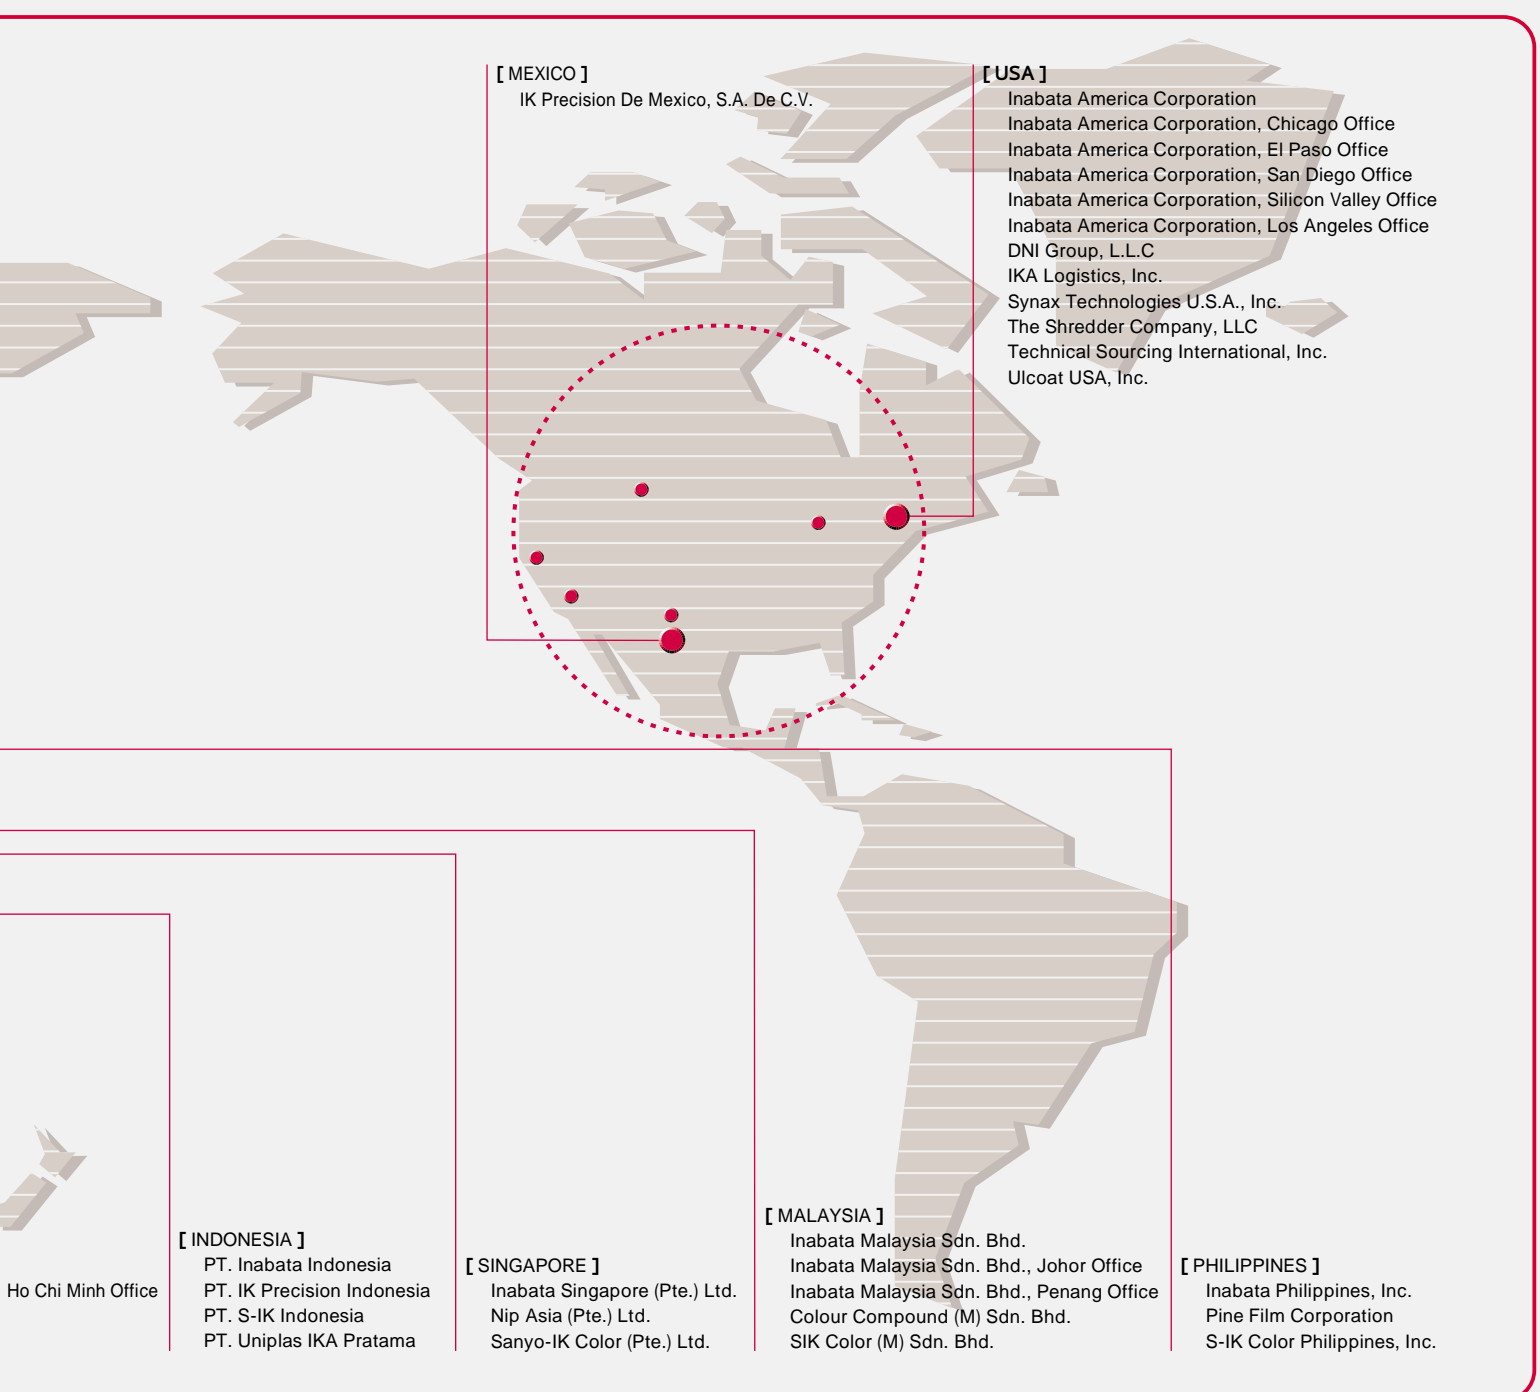 [ MEXICO ]
IK Precision De Mexico, S.A. De C.V.
[ USA ]
Inabata America Corporation
Inabata America Corporation, Chicago Office
Inabata America Corporation, El Paso Office
Inabata America Corporation, San Diego Office
Inabata America Corporation, Silicon Valley Office
Inabata America Corporation, Los Angeles Office
DNI Group, L.L.C
IKA Logistics, Inc.
Synax Technologies U.S.A., Inc.
The Shredder Company, LLC
Technical Sourcing International, Inc.
Ulcoat USA, Inc.
Ho Chi Minh Office
[ INDONESIA ]
PT. Inabata Indonesia
PT. IK Precision Indonesia
PT. S-IK Indonesia
PT. Uniplas IKA Pratama
[ SINGAPORE ]
Inabata Singapore (Pte.) Ltd.
Nip Asia (Pte.) Ltd.
Sanyo-IK Color (Pte.) Ltd.
[ MALAYSIA ]
Inabata Malaysia Sdn. Bhd.
Inabata Malaysia Sdn. Bhd., Johor Office
Inabata Malaysia Sdn. Bhd., Penang Office
Colour Compound (M) Sdn. Bhd.
SIK Color (M) Sdn. Bhd.
[ PHILIPPINES ]
Inabata Philippines, Inc.
Pine Film Corporation
S-IK Color Philippines, Inc.